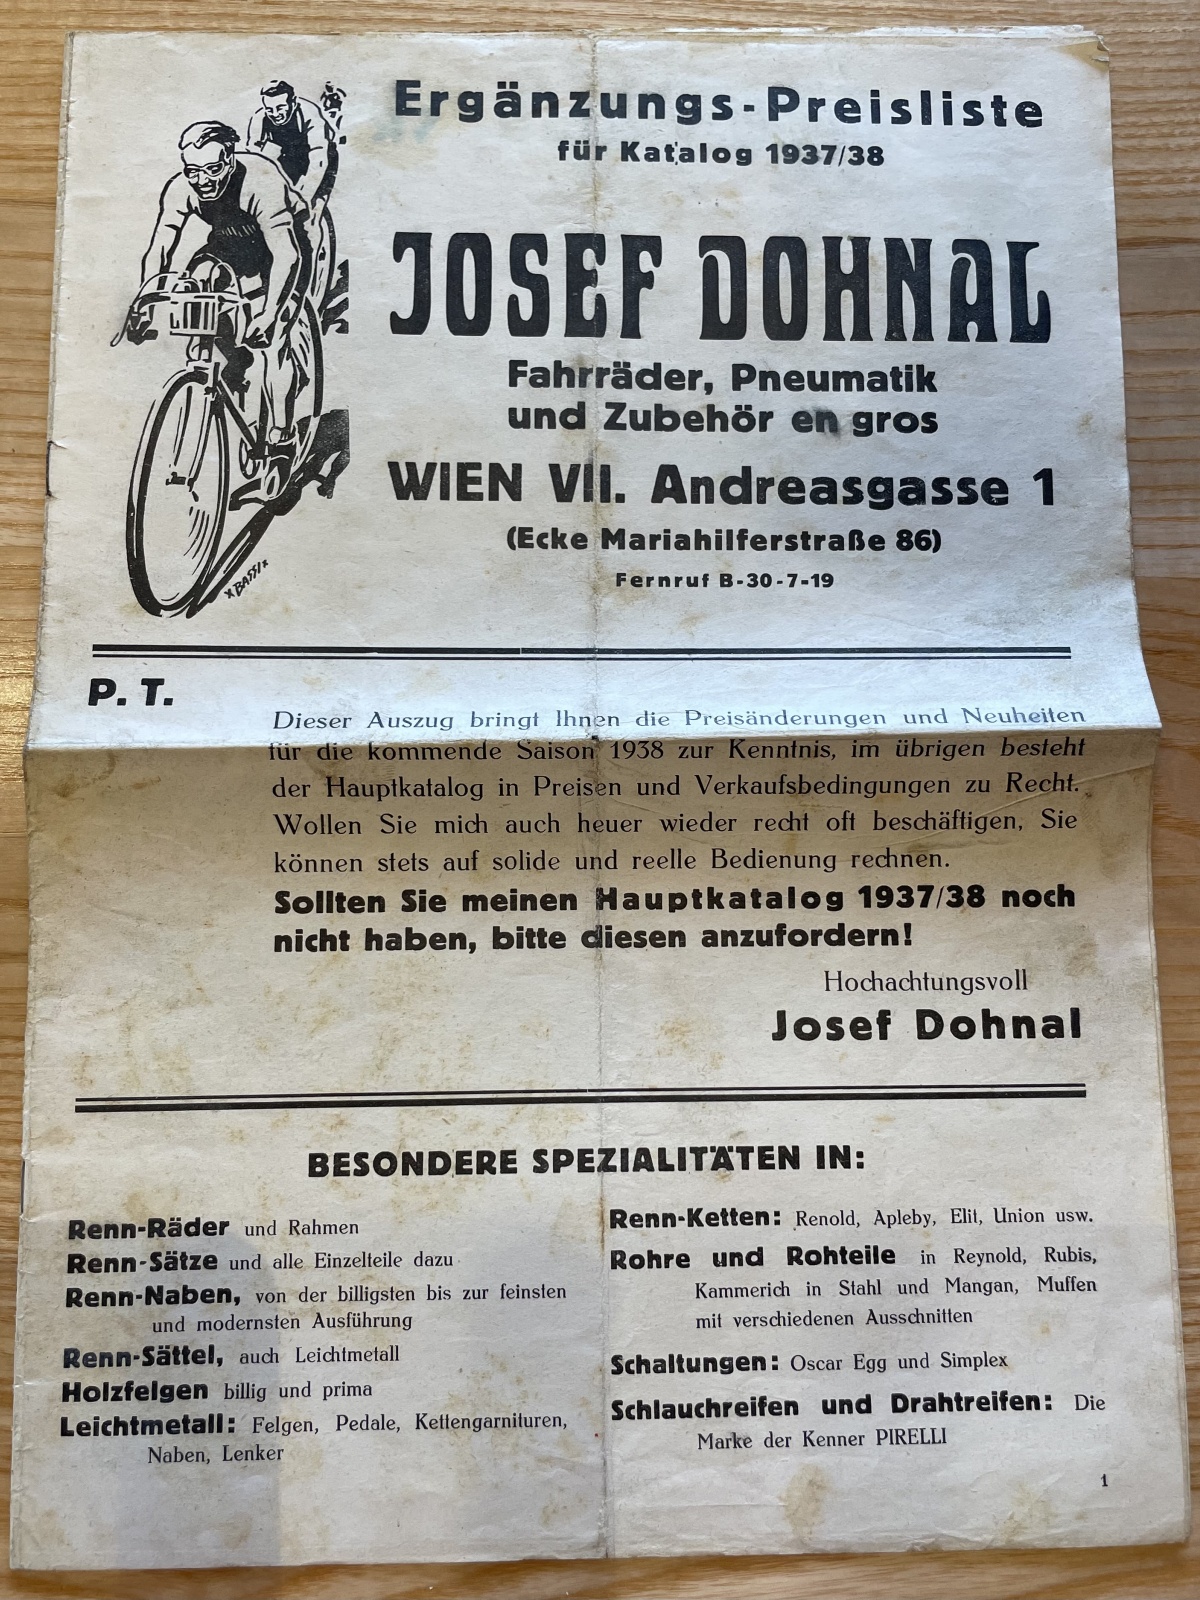 Ergänzungs-Preisliste
für Katalog 1937/38
JOSEF DOHNAL
Fahrräder, Pneumatik
und Zubehör en gros
WIEN VII. Andreasgasse 1
(Ecke Mariahilferstraße 86)
Fernruf B-30-7-19
*BASSI*
P. T.
Dieser Auszug bringt Ihnen die Preisänderungen und Neuheiten
für die kommende Saison 1938 zur Kenntnis, im übrigen besteht
der Hauptkatalog in Preisen und Verkaufsbedingungen zu Recht.
Wollen Sie mich auch heuer wieder recht oft beschäftigen, Sie
können stets auf solide und reelle Bedienung rechnen.
Sollten Sie meinen Hauptkatalog 1937/38 noch
nicht haben, bitte diesen anzufordern!
Hochachtungsvoll
Josef Dohnal
BESONDERE SPEZIALITÄTEN IN:
Renn-Räder und Rahmen
Renn-Sätze und alle Einzelteile dazu
Renn-Naben, von der billigsten bis zur feinsten
und modernsten Ausführung
Renn-Sättel, auch Leichtmetall
Holzfelgen billig und prima
Leichtmetall: Felgen, Pedale, Kettengarnituren,
Naben, Lenker
Renn-Ketten: Renold, Apleby, Elit, Union usw.
Rohre und Rohteile in Reynold, Rubis,
Kammerich in Stahl und Mangan, Muffen
mit verschiedenen Ausschnitten
Schaltungen: Oscar Egg und Simplex
Schlauchreifen und Drahtreifen: Die
Marke der Kenner PIRELLI
1